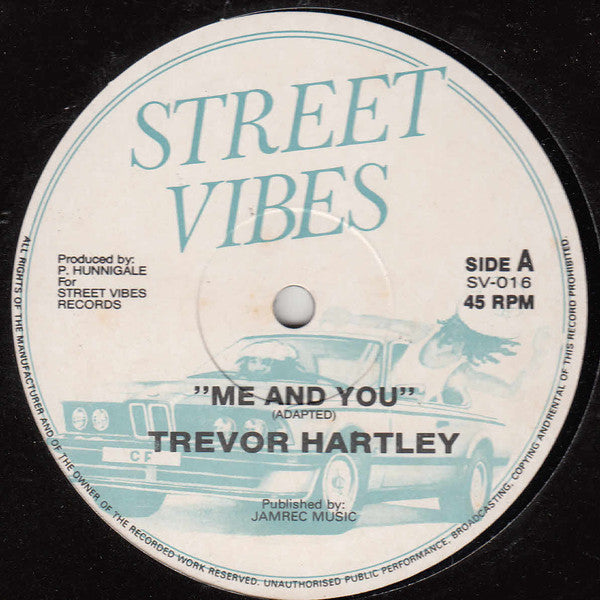 STREET
VIBES
Produced by:
P. HUNNIGALE
For
STREET VIBES
RECORDS
SIDE A
SV-016
45 RPM
"ME AND YOU"
(ADAPTED)
TREVOR HARTLEY
CF
Published by:
JAMREC MUSIC
ALL RIGHTS OF THE MANUFACTURER AND OF THE OWNER OF THE RECORDED WORK RESERVED. UNAUTHORISED PUBLIC PERFORMANCE, BROADCASTING, COPYING AND RENTAL OF THIS RECORD PROHIBITED.